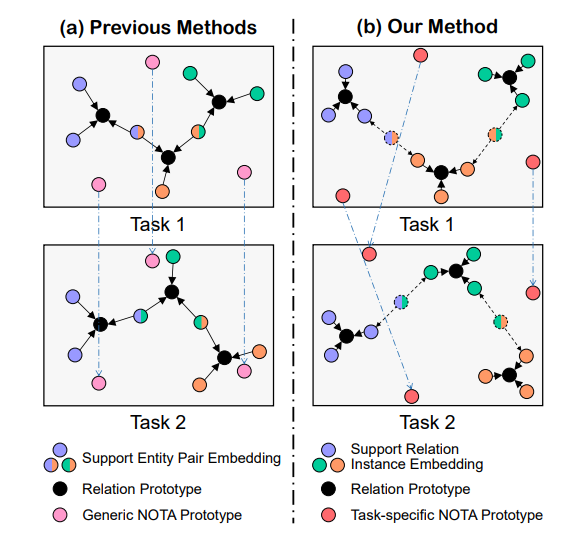 (a) Previous Methods
(b) Our Method
Task 1
Task 1
Task 2
Task 2
Support Entity Pair Embedding
Relation Prototype
Generic NOTA Prototype
Support Relation
Instance Embedding
Relation Prototype
Task-specific NOTA Prototype